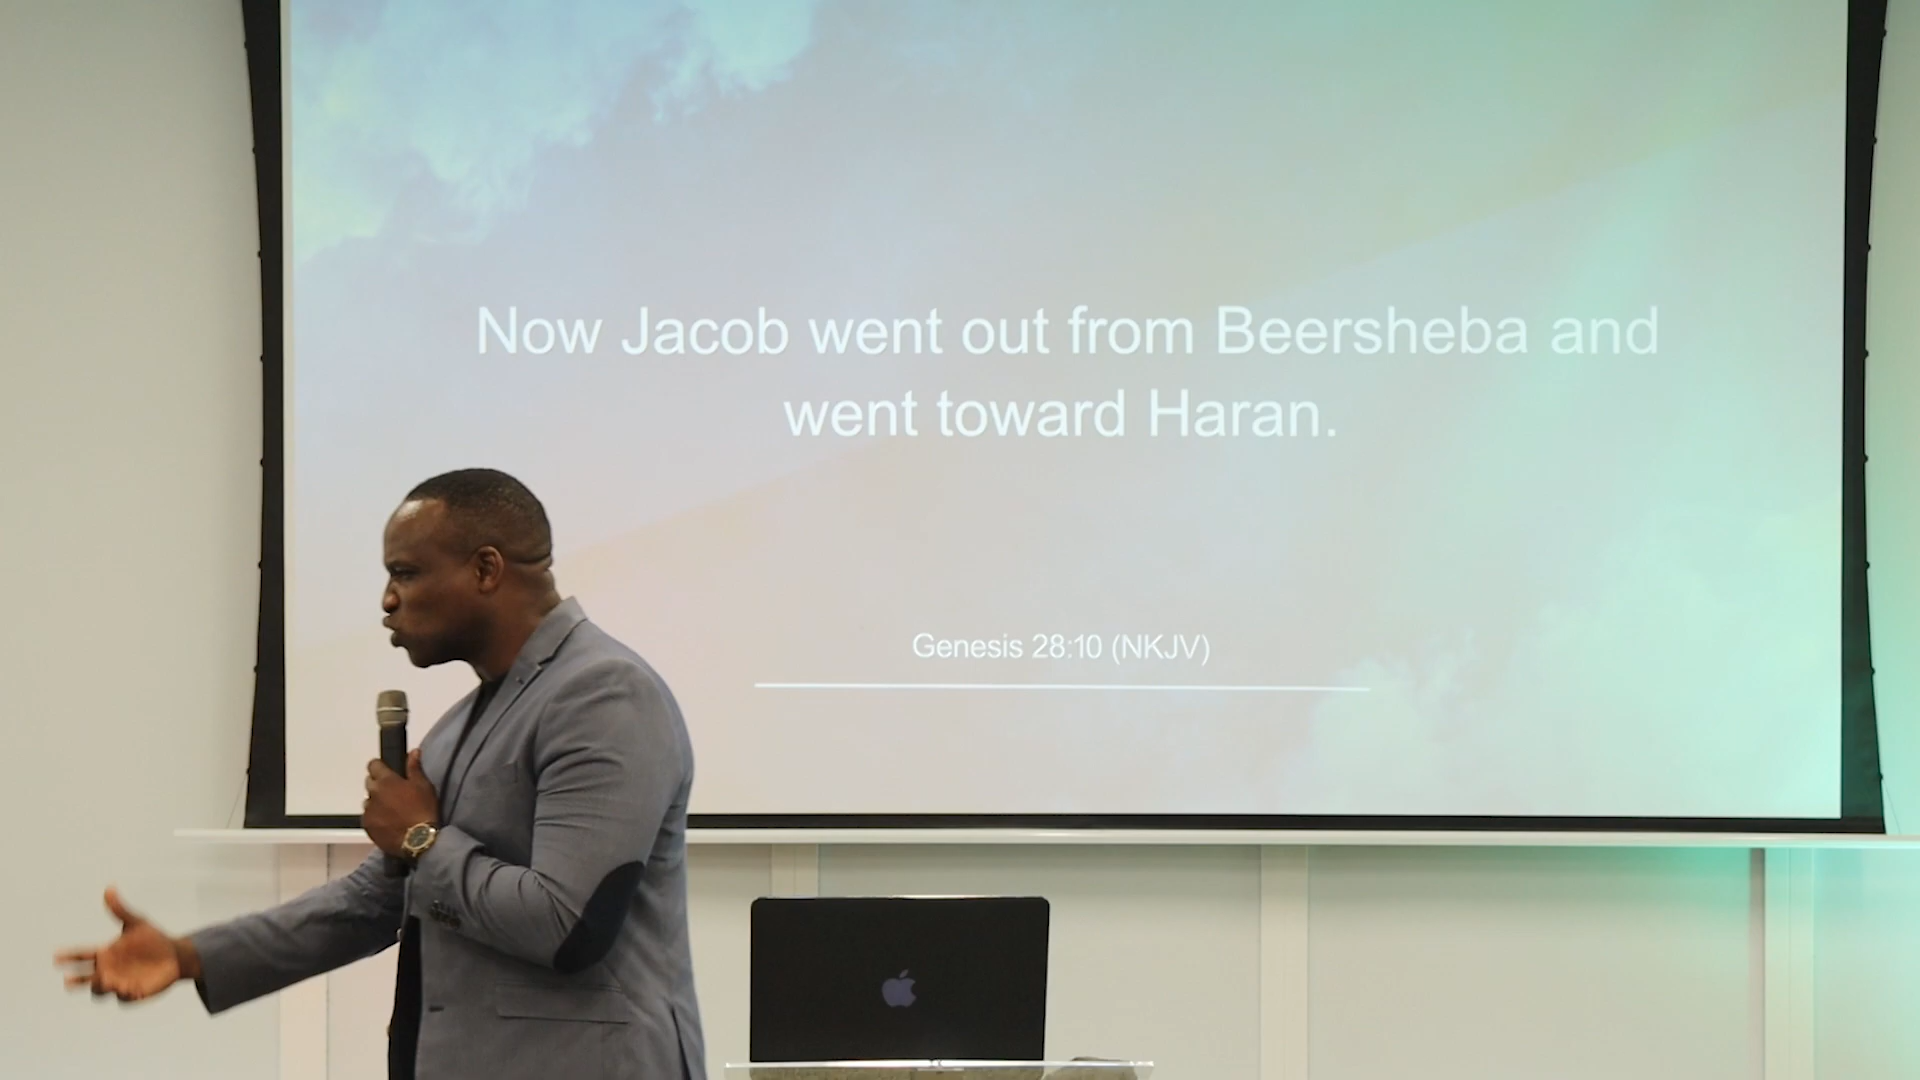 Now Jacob went out from Beersheba and
went toward Haran.
Genesis 28:10 (NKJV)